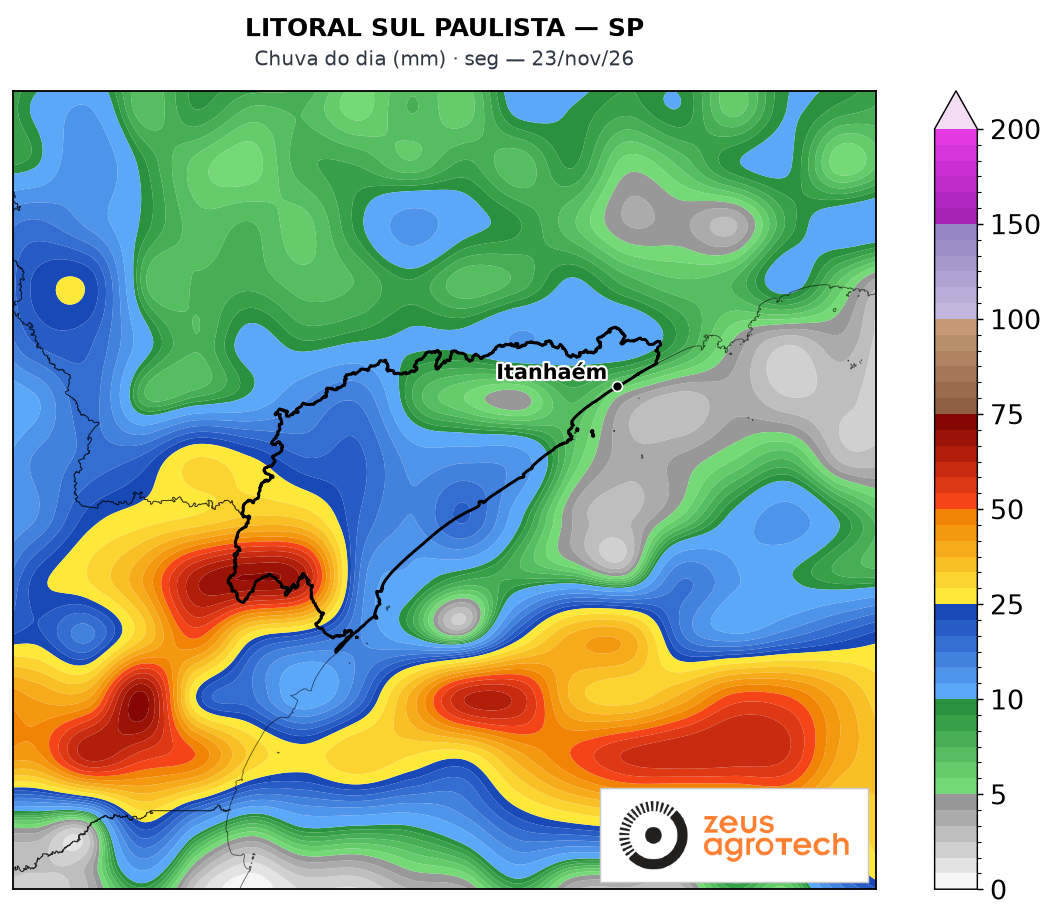 LITORAL SUL PAULISTA — SP
Chuva do dia (mm) · seg — 23/nov/26
Itanhaém
200
150
100
75
50
25
10
5
0
zeus
agrotech